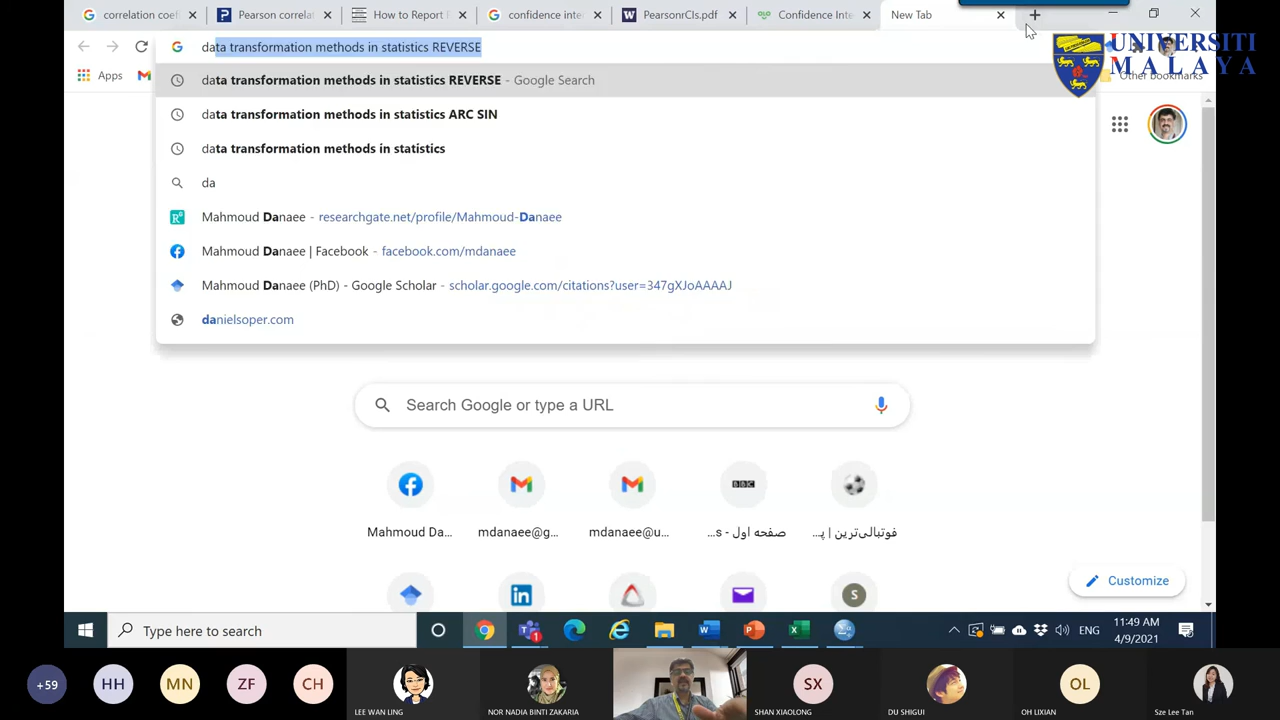 correlation coef
Pearson correla
How to Report
confidence inte
PearsonrCIs.pdf
Confidence Inte
New Tab
data transformation methods in statistics REVERSE
UNIVERSITI
MALAYA
Apps
Other bookmarks
data transformation methods in statistics REVERSE - Google Search
data transformation methods in statistics ARC SIN
data transformation methods in statistics
da
Mahmoud Danaee - researchgate.net/profile/Mahmoud-Danaee
Mahmoud Danaee | Facebook - facebook.com/mdanaee
Mahmoud Danaee (PhD) - Google Scholar - scholar.google.com/citations?user=347gXJoAAAAJ
danielsoper.com
Search Google or type a URL
BBC
Mahmoud Da...
mdanaee@g...
mdanaee@u...
صفحه اول - s...
فوتبالی‌ترین | پ...
S
Customize
Type here to search
ENG
11:49 AM
4/9/2021
+59
HH
MN
ZF
CH
SX
OL
LEE WAN LING
NOR NADIA BINTI ZAKARIA
SHAN XIAOLONG
DU SHIGUI
OH LIXIAN
Sze Lee Tan